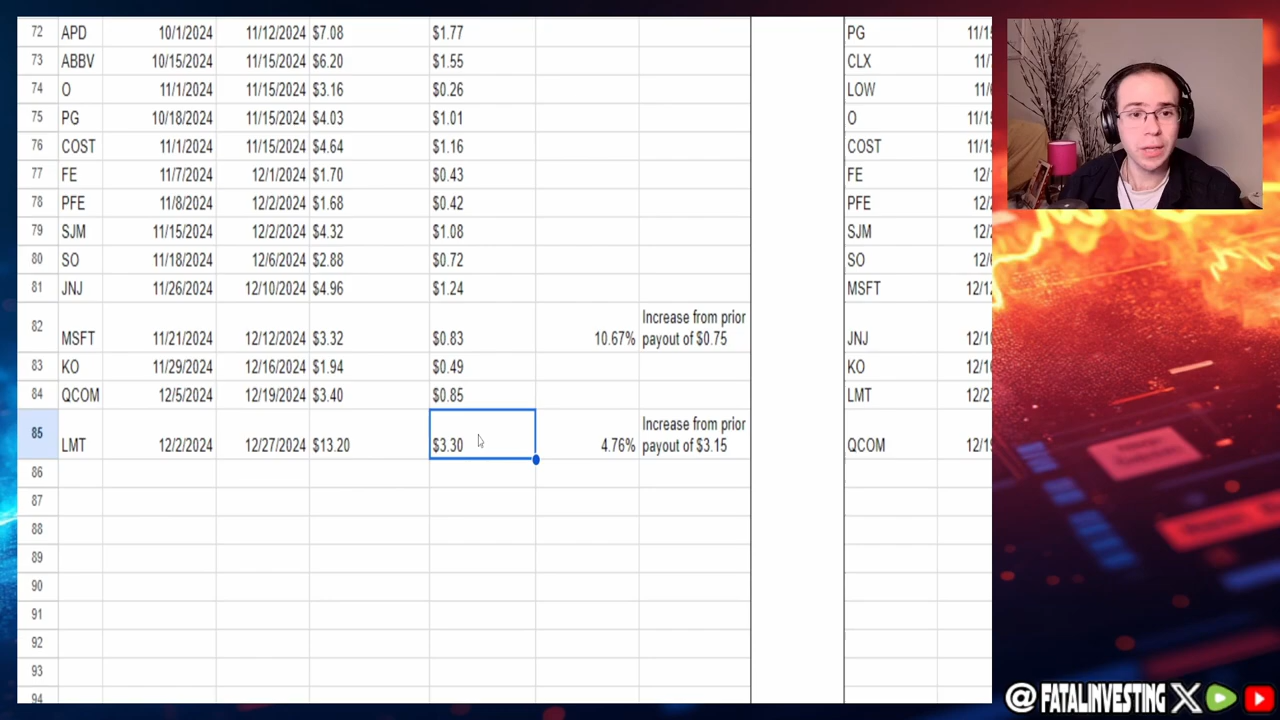 72 APD 10/1/2024 11/12/2024 $7.08 $1.77 PG
73 ABBV 10/15/2024 11/15/2024 $6.20 $1.55 CLX
74 O 11/1/2024 11/15/2024 $3.16 $0.26 LOW
75 PG 10/18/2024 11/15/2024 $4.03 $1.01 O
76 COST 11/1/2024 11/15/2024 $4.64 $1.16 COST
77 FE 11/7/2024 12/1/2024 $1.70 $0.43 FE
78 PFE 11/8/2024 12/2/2024 $1.68 $0.42 PFE
79 SJM 11/15/2024 12/2/2024 $4.32 $1.08 SJM
80 SO 11/18/2024 12/6/2024 $2.88 $0.72 SO
81 JNJ 11/26/2024 12/10/2024 $4.96 $1.24 MSFT
Increase from prior
82 MSFT 11/21/2024 12/12/2024 $3.32 $0.83 10.67% payout of $0.75 JNJ
83 KO 11/29/2024 12/16/2024 $1.94 $0.49 KO
84 QCOM 12/5/2024 12/19/2024 $3.40 $0.85 LMT
Increase from prior
85 LMT 12/2/2024 12/27/2024 $13.20 $3.30 4.76% payout of $3.15 QCOM
86
87
88
89
90
91
92
93
94
@FATALINVESTING